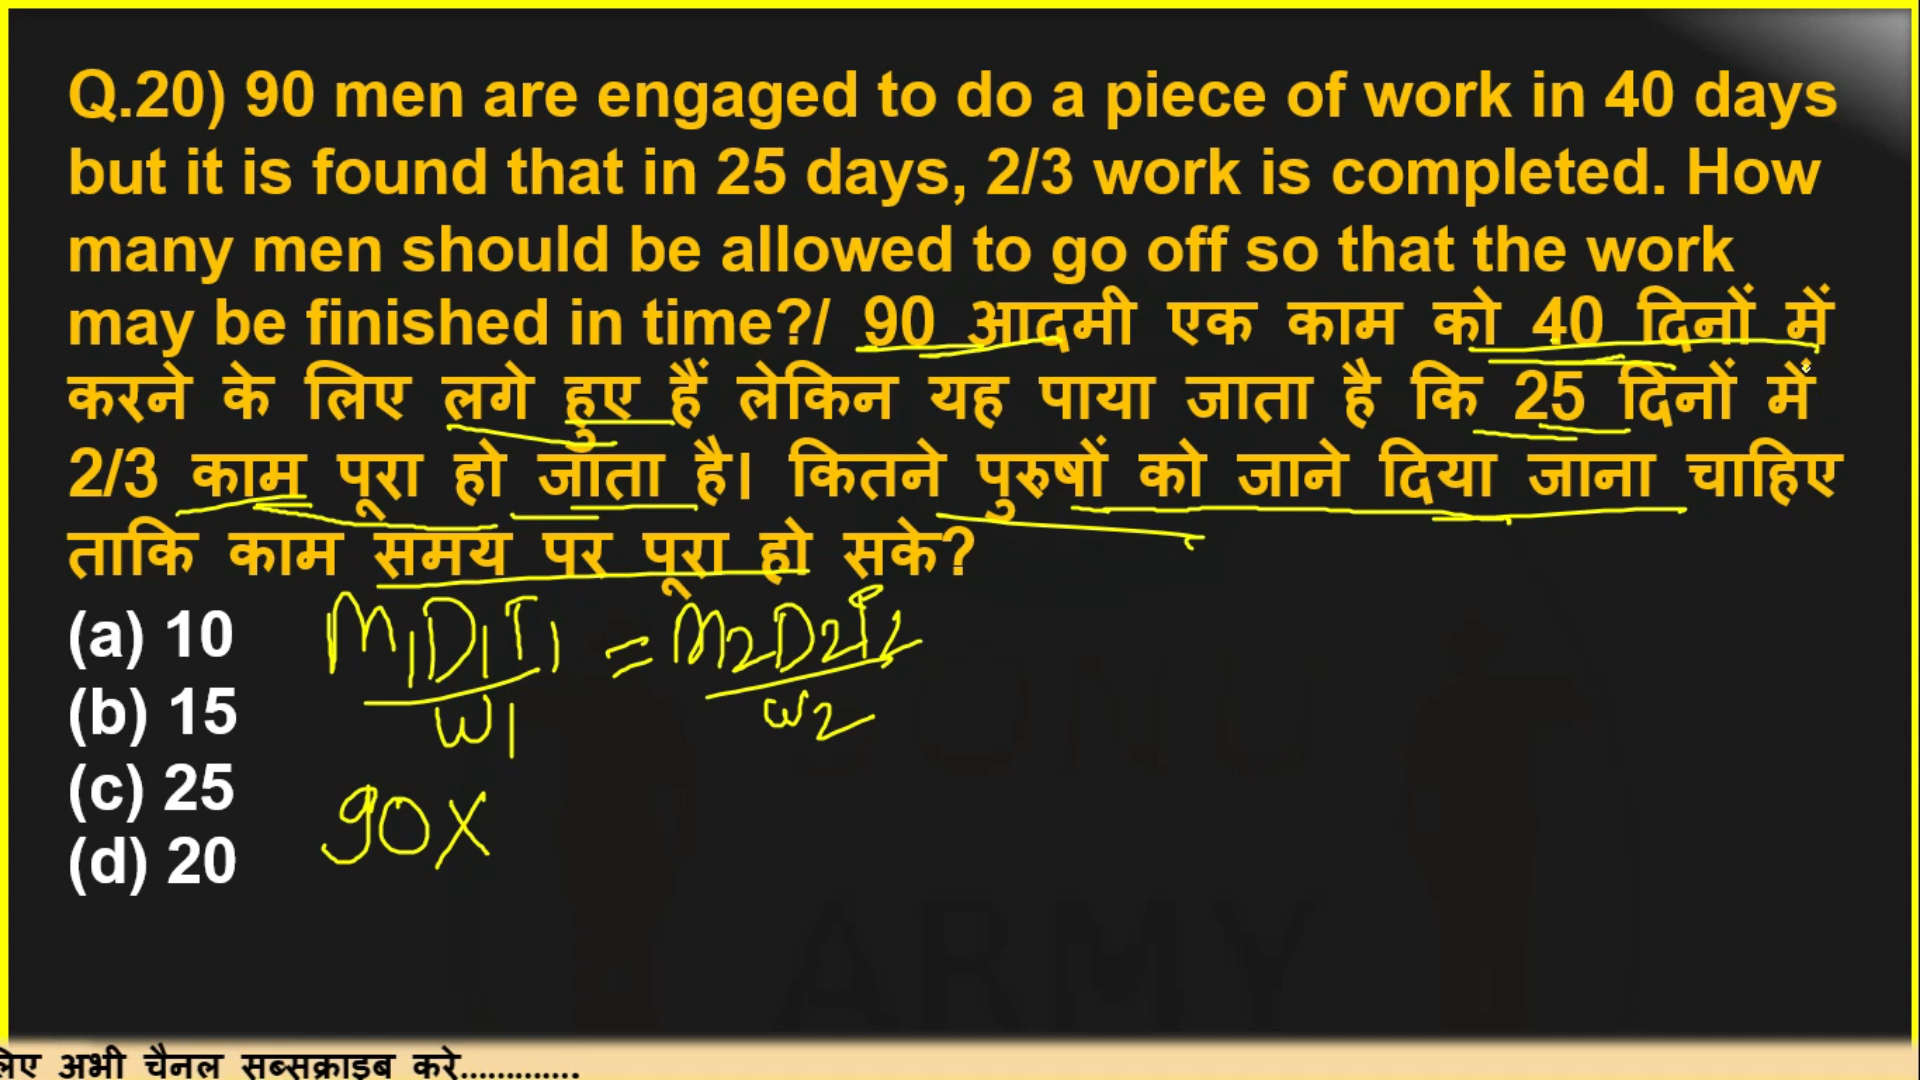 Q.20) 90 men are engaged to do a piece of work in 40 days
but it is found that in 25 days, 2/3 work is completed. How
many men should be allowed to go off so that the work
may be finished in time?/ 90 आदमी एक काम को 40 दिनों में
करने के लिए लगे हुए हैं लेकिन यह पाया जाता है कि 25 दिनों में
2/3 काम पूरा हो जाता है। कितने पुरुषों को जाने दिया जाना चाहिए
ताकि काम समय पर पूरा हो सके?
(a) 10
(b) 15
(c) 25
(d) 20
M1D1T1 = M2D2T2
W1 W2
90X
SONU
ARMY
लिए अभी चैनल सब्सक्राइब करे.............